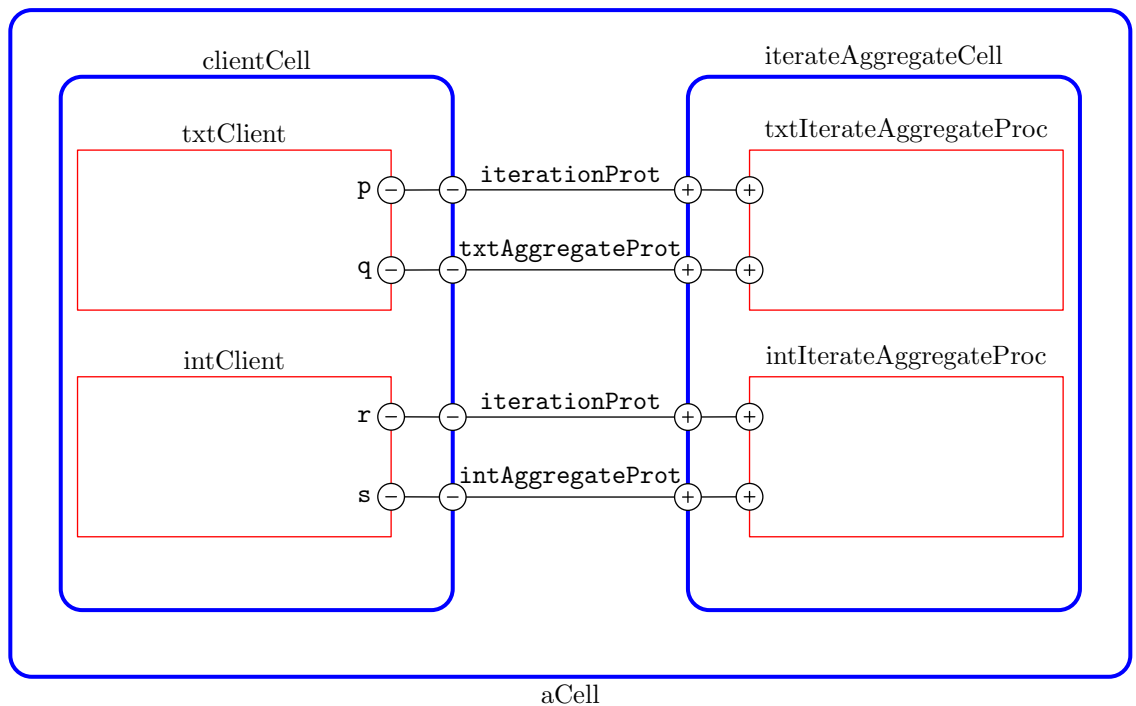 clientCell
iterateAggregateCell
txtClient
txtIterateAggregateProc
p
−
−
iterationProt
+
+
q
−
−
txtAggregateProt
+
+
intClient
intIterateAggregateProc
r
−
−
iterationProt
+
+
s
−
−
intAggregateProt
+
+
aCell